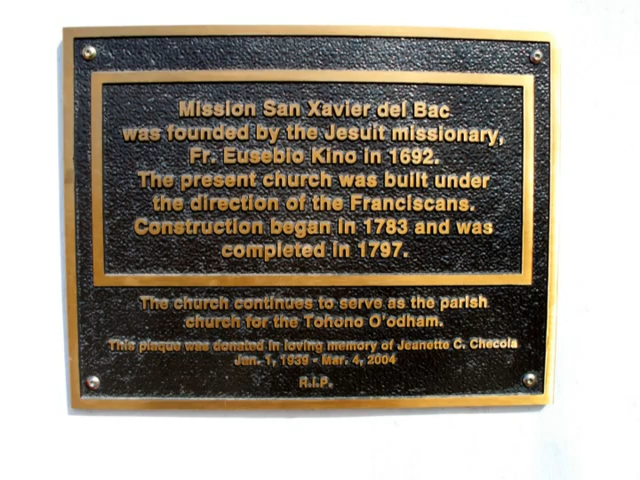 Mission San Xavier del Bac
was founded by the Jesuit missionary,
Fr. Eusebio Kino in 1692.
The present church was built under
the direction of the Franciscans.
Construction began in 1783 and was
completed in 1797.
The church continues to serve as the parish
church for the Tohono O'odham.
This plaque was donated in loving memory of Jeanette C. Checola
Jan. 1, 1939 - Mar. 4, 2004
R.I.P.